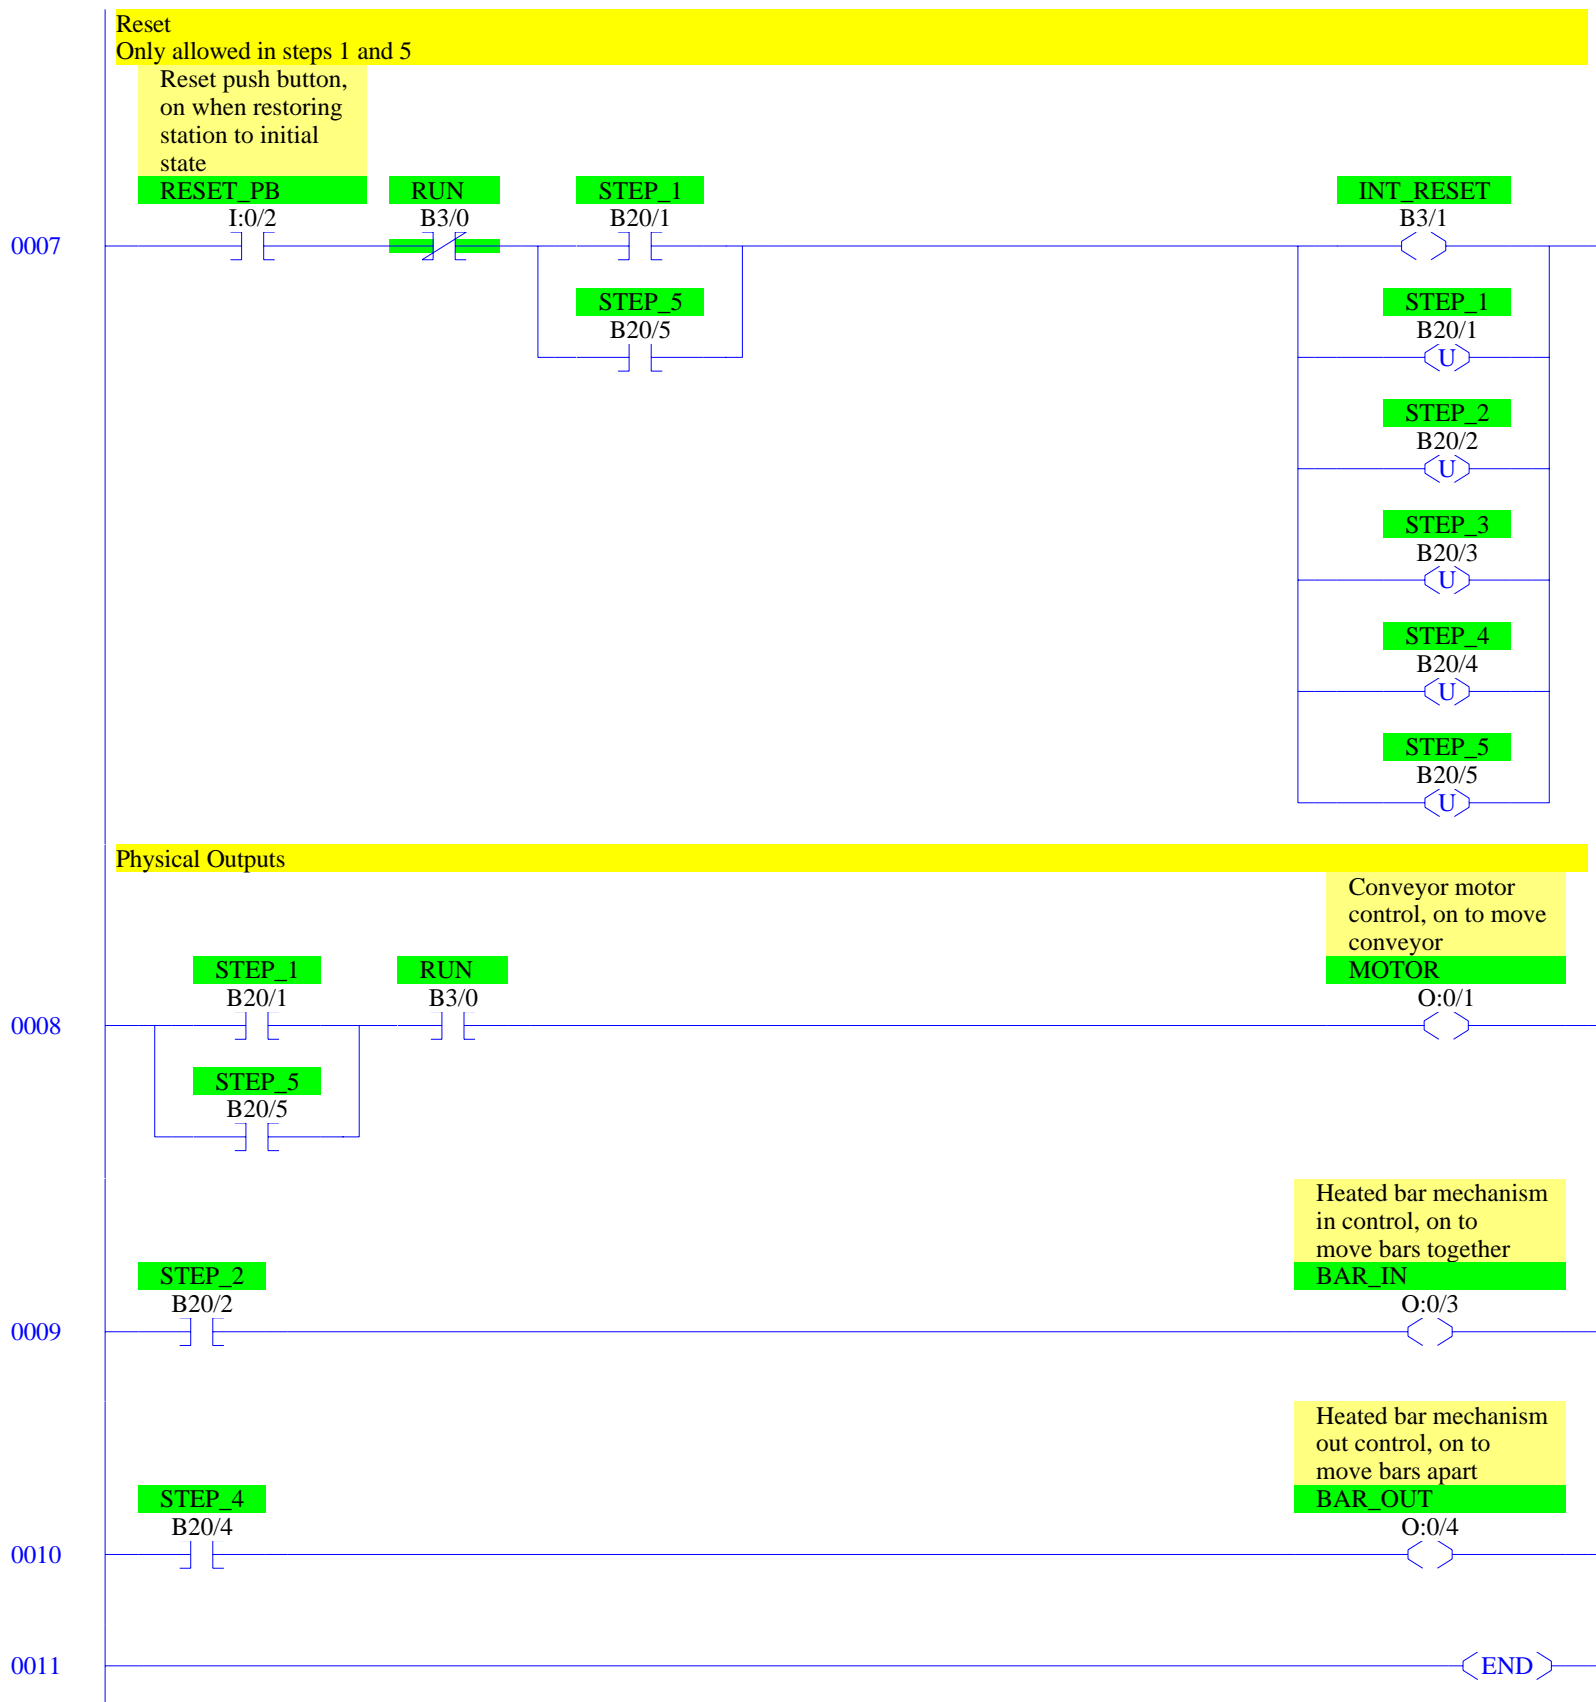 Reset
Only allowed in steps 1 and 5
Reset push button,
on when restoring
station to initial
state
RESET_PB
I:0/2
RUN
B3/0
STEP_1
B20/1
INT_RESET
B3/1
0007
STEP_5
B20/5
STEP_1
B20/1
U
STEP_2
B20/2
U
STEP_3
B20/3
U
STEP_4
B20/4
U
STEP_5
B20/5
U
Physical Outputs
Conveyor motor
control, on to move
conveyor
STEP_1
B20/1
RUN
B3/0
MOTOR
O:0/1
0008
STEP_5
B20/5
Heated bar mechanism
in control, on to
move bars together
STEP_2
B20/2
BAR_IN
O:0/3
0009
Heated bar mechanism
out control, on to
move bars apart
STEP_4
B20/4
BAR_OUT
O:0/4
0010
0011
END